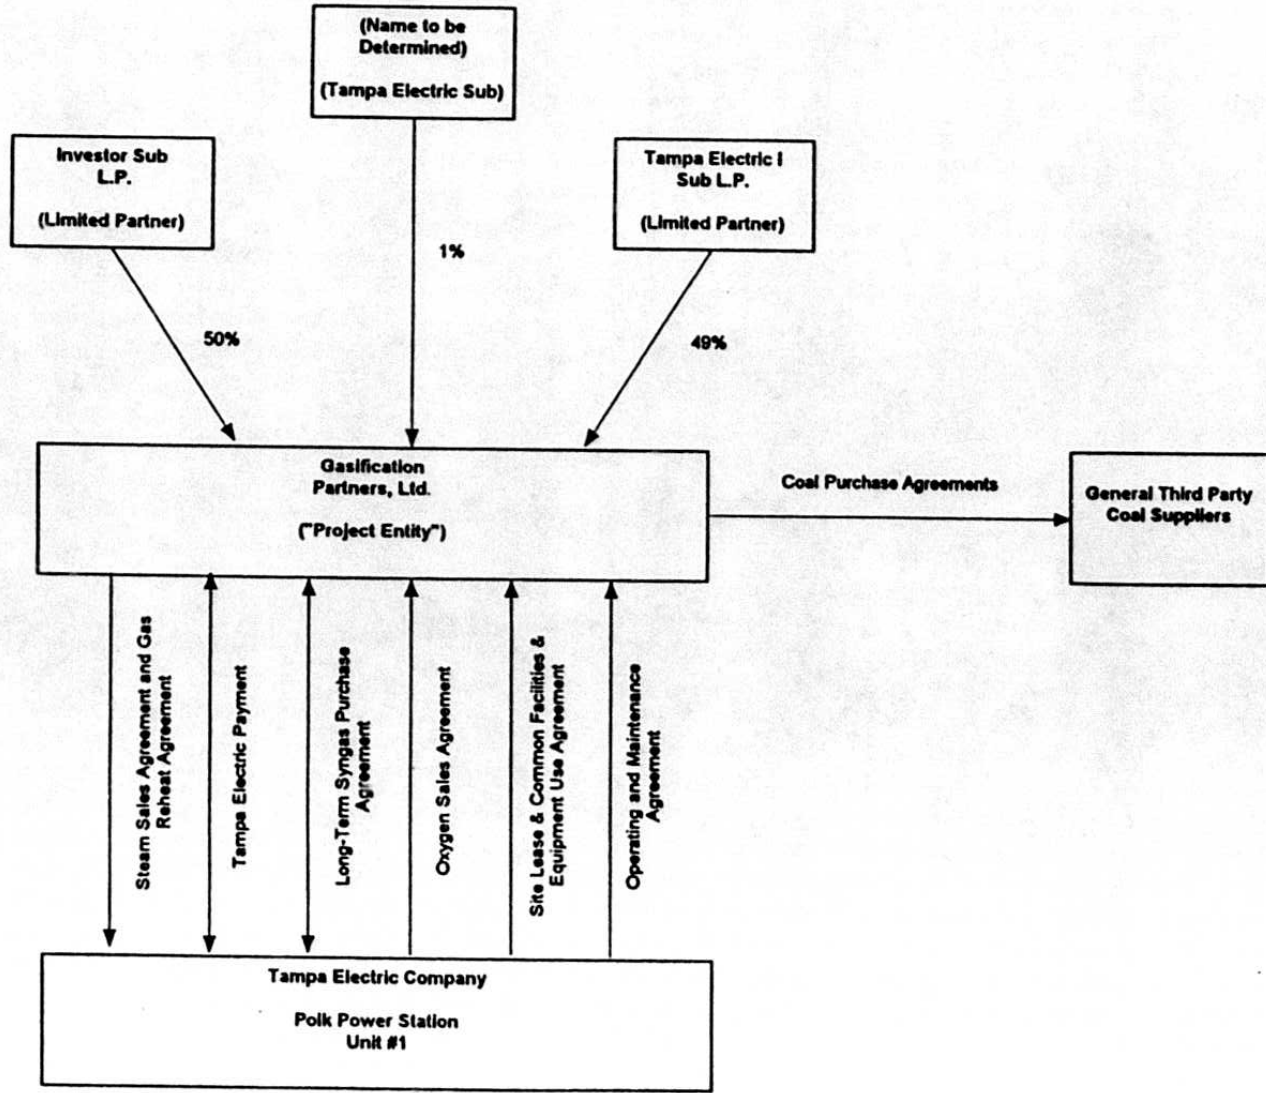 (Name to be
Determined)
(Tampa Electric Sub)
Investor Sub
L.P.
(Limited Partner)
Tampa Electric I
Sub L.P.
(Limited Partner)
1%
50%
49%
Gasification
Partners, Ltd.
("Project Entity")
Coal Purchase Agreements
General Third Party
Coal Suppliers
Steam Sales Agreement and Gas
Reheat Agreement
Tampa Electric Payment
Long-Term Syngas Purchase
Agreement
Oxygen Sales Agreement
Site Lease & Common Facilities &
Equipment Use Agreement
Operating and Maintenance
Agreement
Tampa Electric Company
Polk Power Station
Unit #1